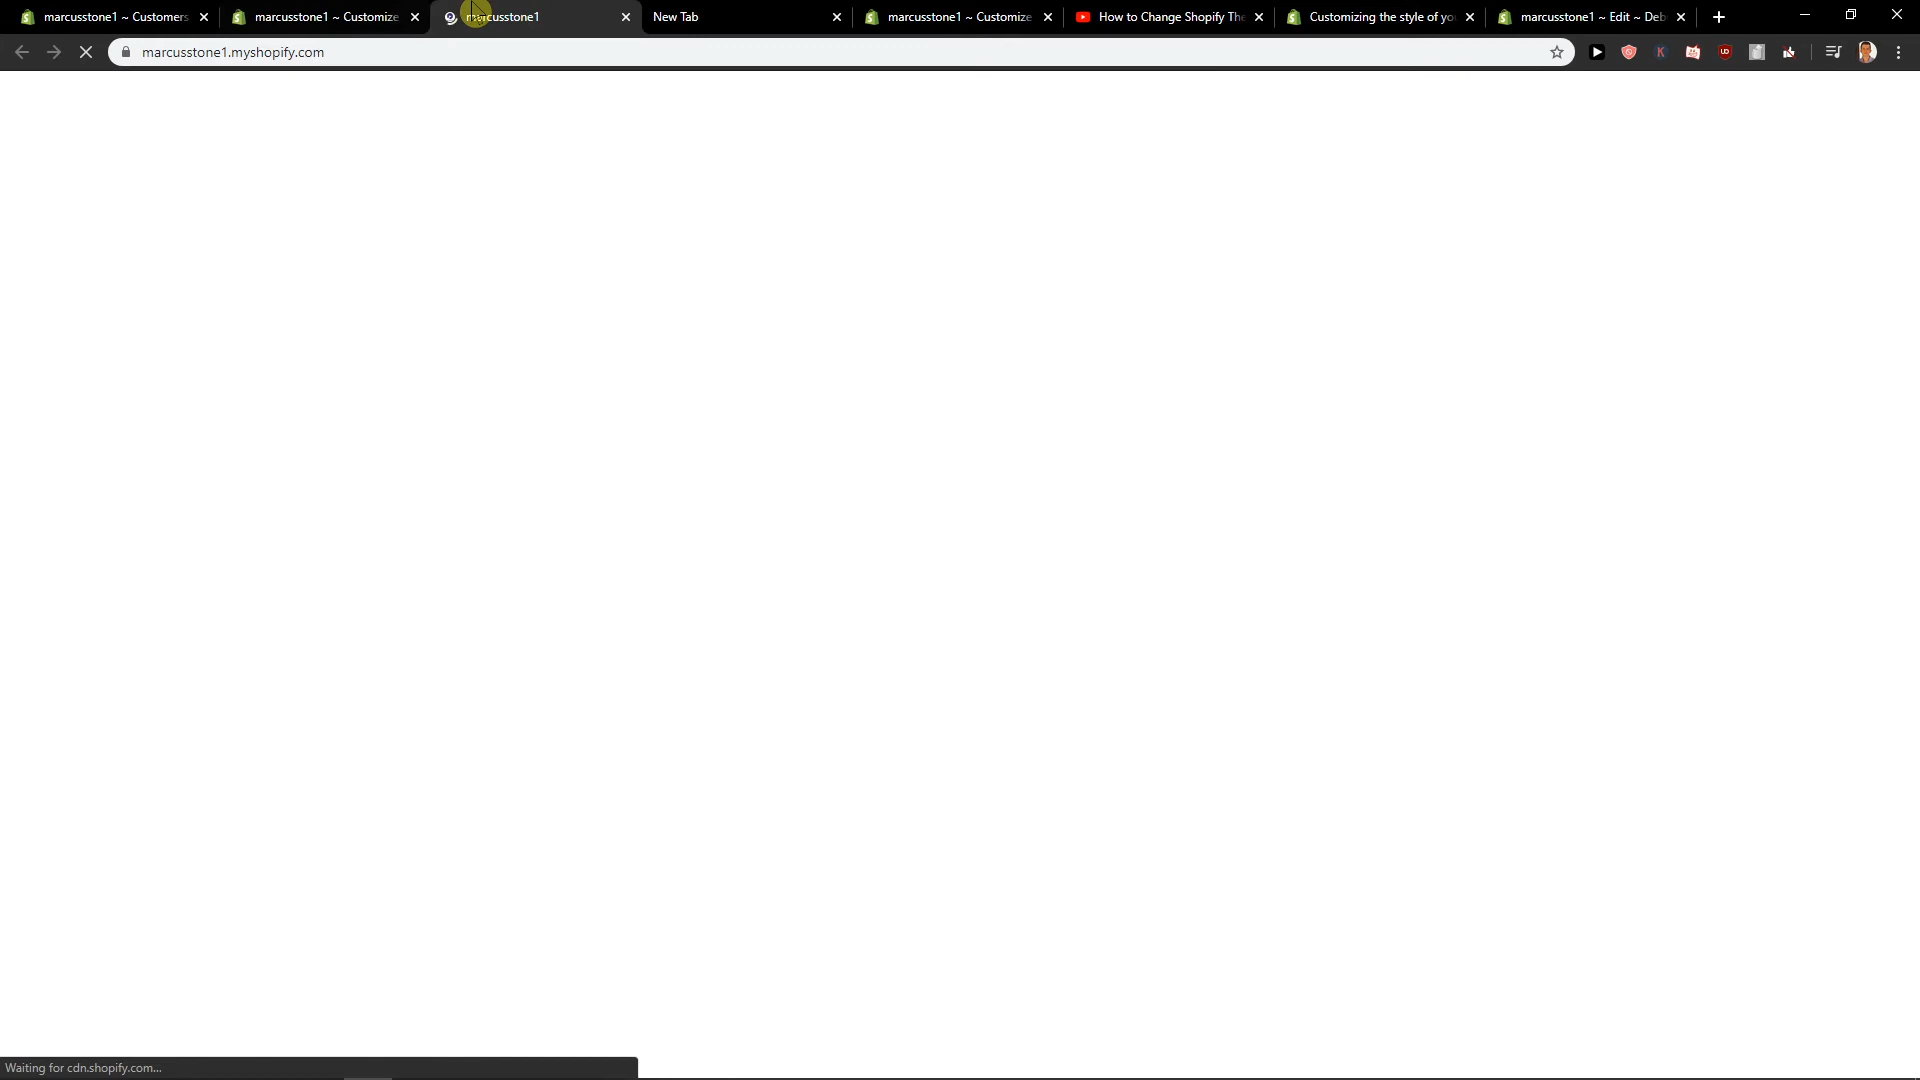 marcusstone1 ~ Customers
marcusstone1 ~ Customize
marcusstone1
New Tab
marcusstone1 ~ Customize
How to Change Shopify The
Customizing the style of yo
marcusstone1 ~ Edit ~ Deb
marcusstone1.myshopify.com
K
Waiting for cdn.shopify.com...